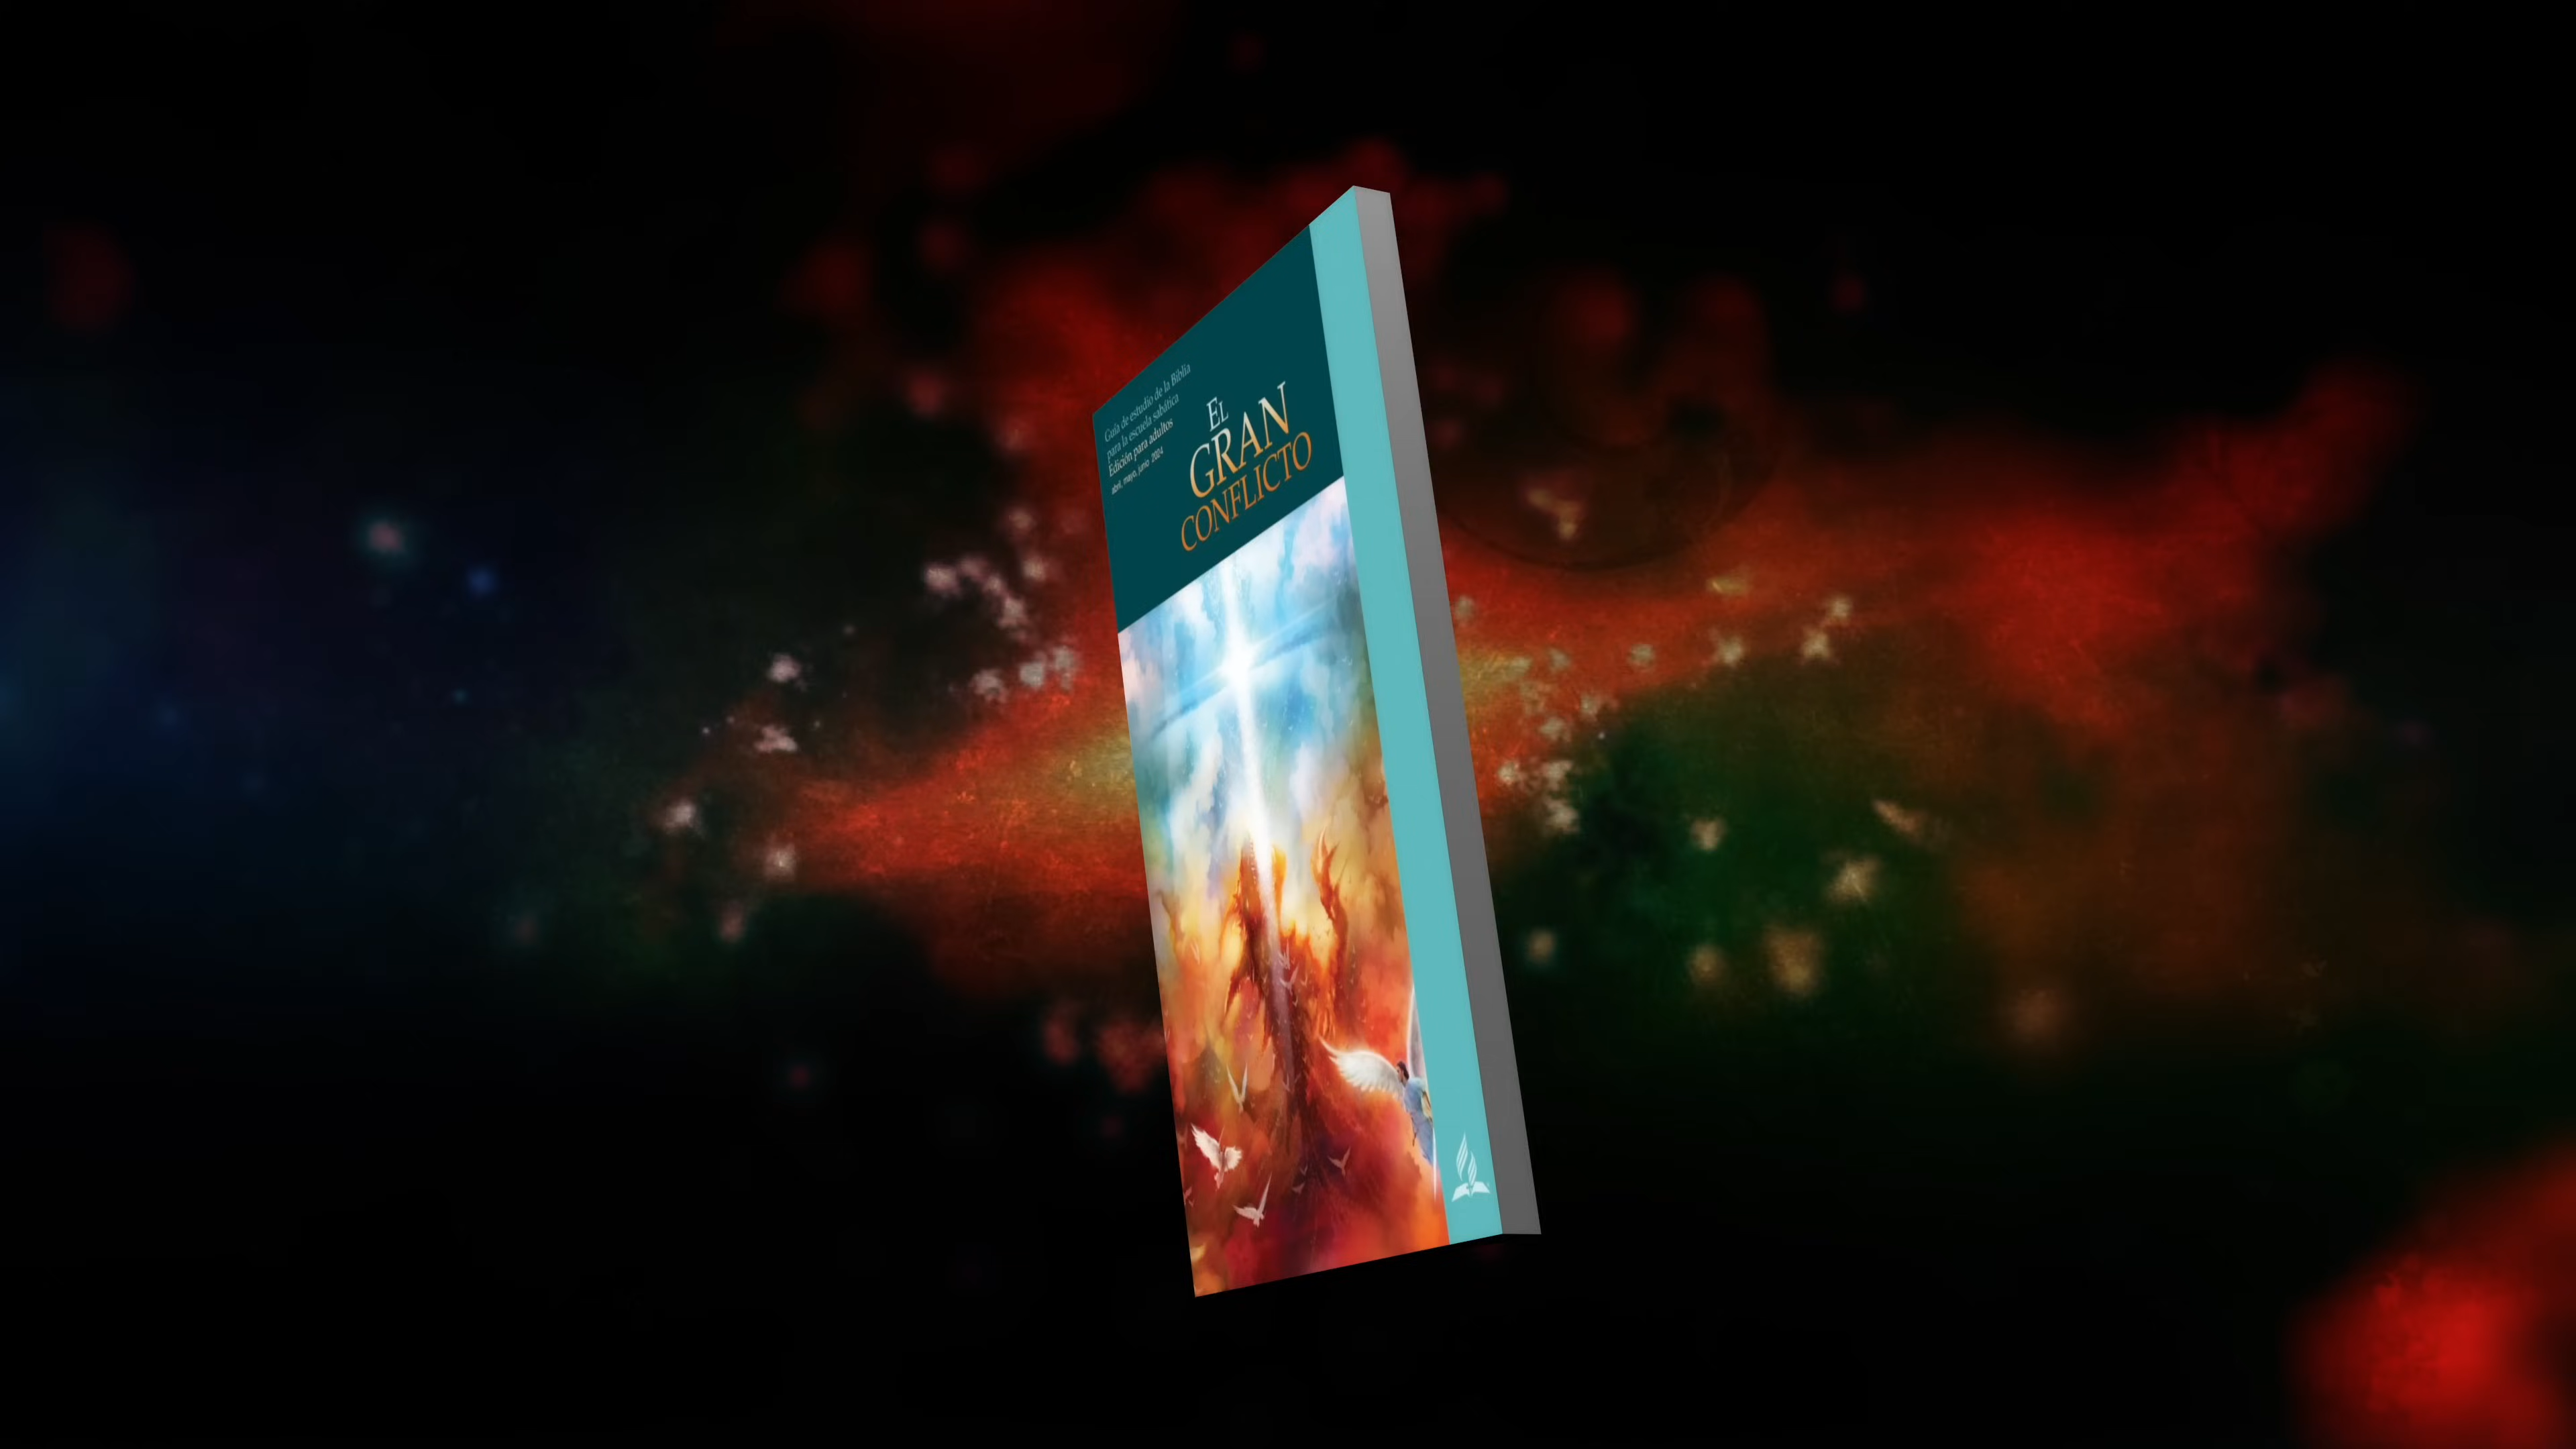 Guía de estudio de la Biblia
para la escuela sabática
Edición para adultos
abril, mayo, junio 2024
EL
GRAN
CONFLICTO